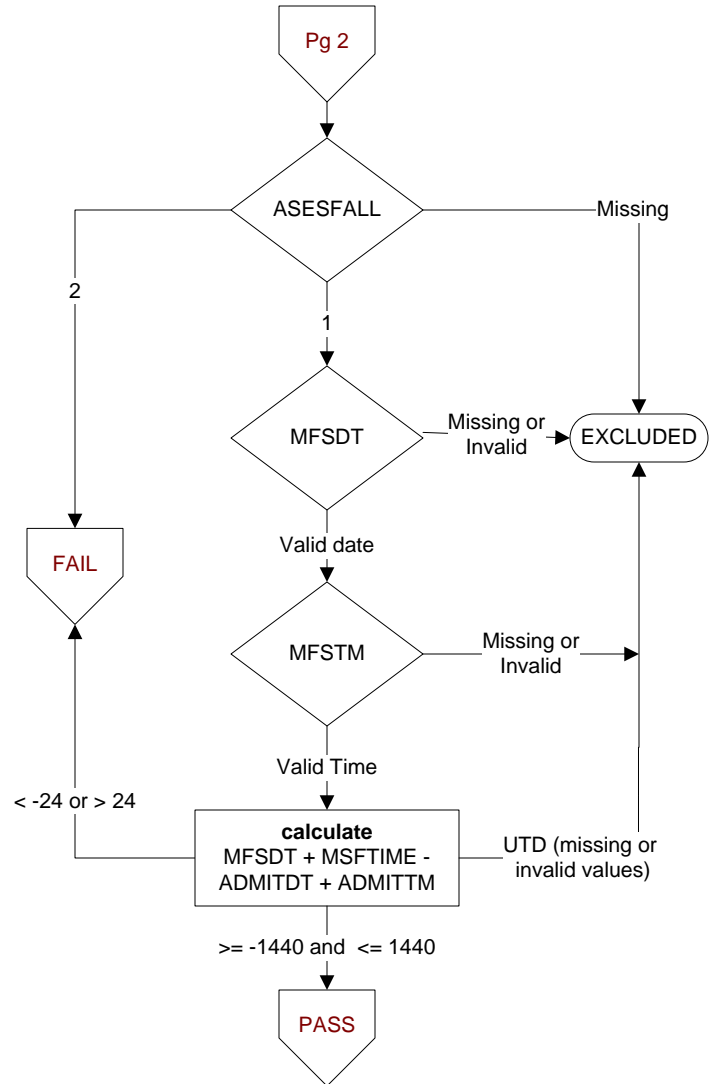 Pg 2
ASESFALL
Missing
2
1
MFSDT
Missing or
Invalid
EXCLUDED
Valid date
FAIL
MFSTM
Missing or
Invalid
Valid Time
< -24 or > 24
calculate
MFSDT + MSFTIME -
ADMITDT + ADMITTM
UTD (missing or
invalid values)
>= -1440 and <= 1440
PASS